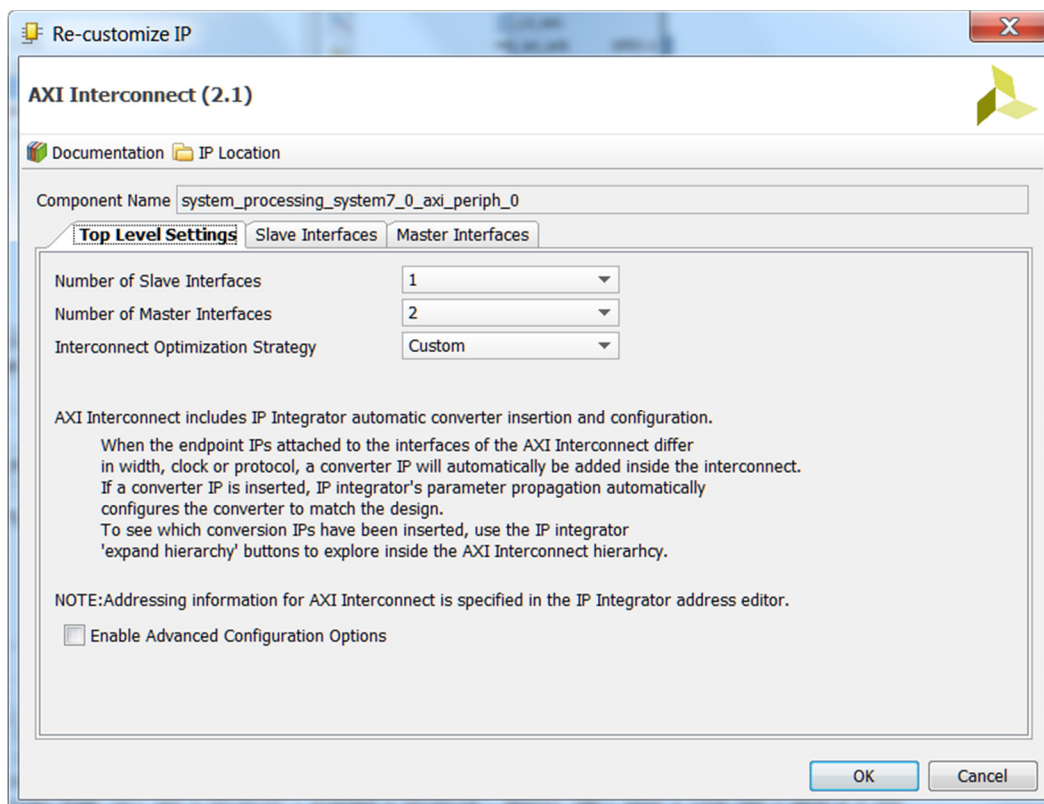 Re-customize IP
AXI Interconnect (2.1)
Documentation IP Location
Component Name system_processing_system7_0_axi_periph_0
Top Level Settings Slave Interfaces Master Interfaces
Number of Slave Interfaces 1
Number of Master Interfaces 2
Interconnect Optimization Strategy Custom
AXI Interconnect includes IP Integrator automatic converter insertion and configuration.
When the endpoint IPs attached to the interfaces of the AXI Interconnect differ
in width, clock or protocol, a converter IP will automatically be added inside the interconnect.
If a converter IP is inserted, IP integrator's parameter propagation automatically
configures the converter to match the design.
To see which conversion IPs have been inserted, use the IP integrator
'expand hierarchy' buttons to explore inside the AXI Interconnect hierarhcy.
NOTE:Addressing information for AXI Interconnect is specified in the IP Integrator address editor.
Enable Advanced Configuration Options
OK Cancel